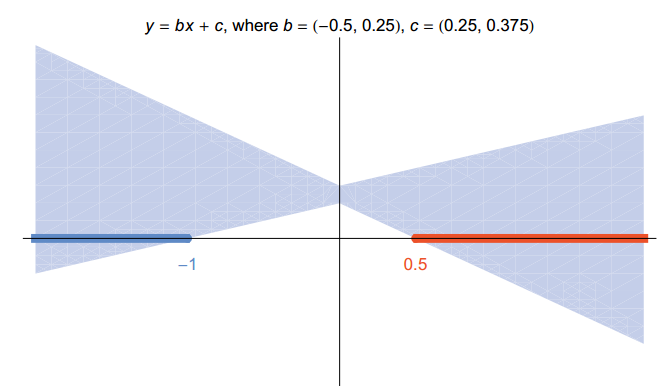 y = bx + c, where b = (−0.5, 0.25), c = (0.25, 0.375)
−1
0.5